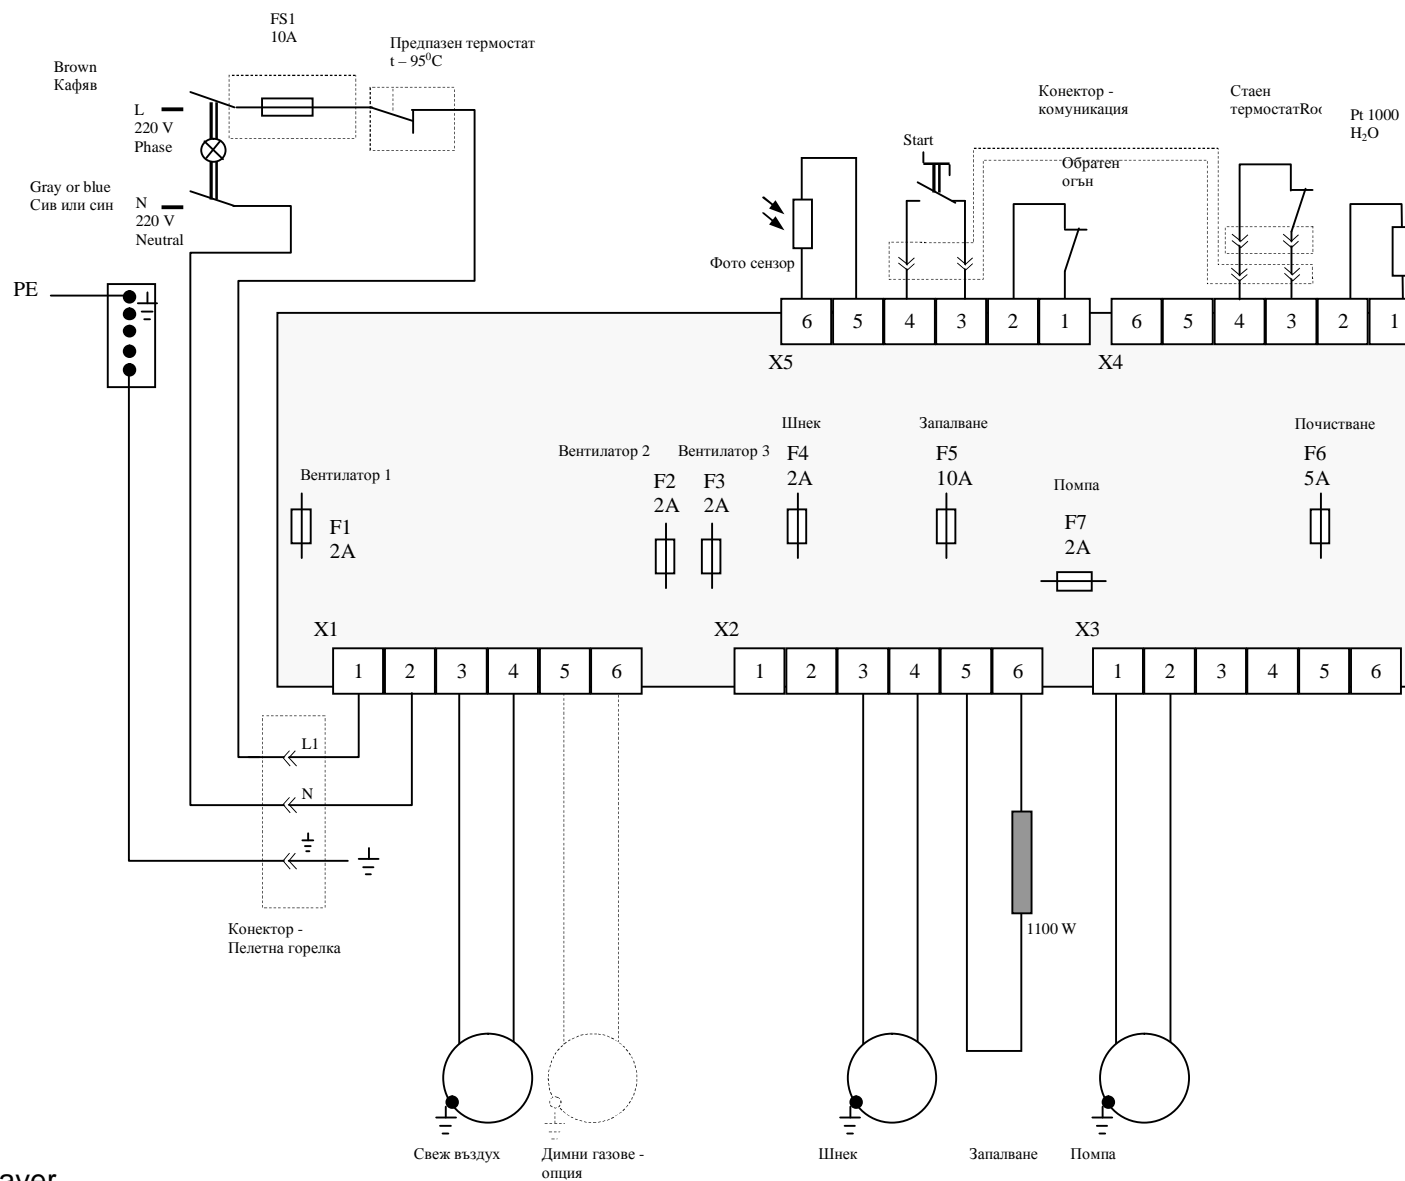 FS1
10A
Предпазен термостат
t – 95⁰C
Brown
Кафяв
L
220 V
Phase
Gray or blue
Сив или син
N
220 V
Neutral
PE
Конектор -
комуникация
Стаен
термостат
Pt 1000
H₂O
Start
Обратен
огън
Фото сензор
6 5 4 3 2 1
6 5 4 3 2 1
X5
X4
Шнек
F4
2A
Запалване
F5
10A
Почистване
F6
5A
Вентилатор 2
F2
2A
Вентилатор 3
F3
2A
Вентилатор 1
F1
2A
Помпа
F7
2A
X1
X2
X3
1 2 3 4 5 6
1 2 3 4 5 6
1 2 3 4 5 6
L1
N
Конектор -
Пелетна горелка
1100 W
Свеж въздух
Димни газове -
опция
Шнек
Запалване
Помпа